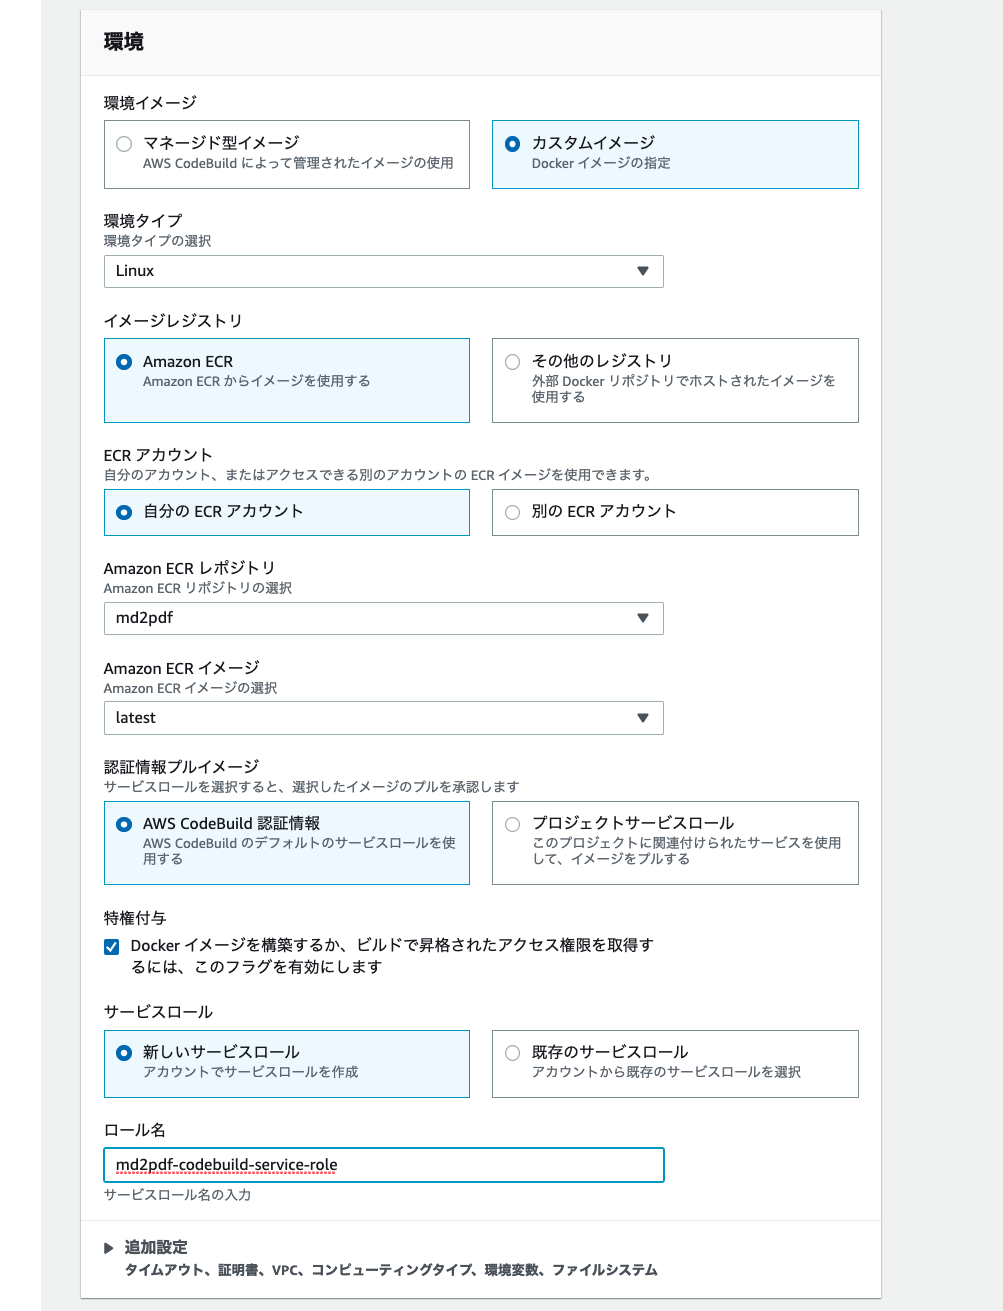 環境
環境イメージ
マネージド型イメージ
AWS CodeBuild によって管理されたイメージの使用
カスタムイメージ
Docker イメージの指定
環境タイプ
環境タイプの選択
Linux
イメージレジストリ
Amazon ECR
Amazon ECR からイメージを使用する
その他のレジストリ
外部 Docker リポジトリでホストされたイメージを
使用する
ECR アカウント
自分のアカウント、またはアクセスできる別のアカウントの ECR イメージを使用できます。
自分の ECR アカウント
別の ECR アカウント
Amazon ECR レポジトリ
Amazon ECR リポジトリの選択
md2pdf
Amazon ECR イメージ
Amazon ECR イメージの選択
latest
認証情報プルイメージ
サービスロールを選択すると、選択したイメージのプルを承認します
AWS CodeBuild 認証情報
AWS CodeBuild のデフォルトのサービスロールを使
用する
プロジェクトサービスロール
このプロジェクトに関連付けられたサービスを使用
して、イメージをプルする
特権付与
Docker イメージを構築するか、ビルドで昇格されたアクセス権限を取得す
るには、このフラグを有効にします
サービスロール
新しいサービスロール
アカウントでサービスロールを作成
既存のサービスロール
アカウントから既存のサービスロールを選択
ロール名
md2pdf-codebuild-service-role
サービスロール名の入力
追加設定
タイムアウト、証明書、VPC、コンピューティングタイプ、環境変数、ファイルシステム